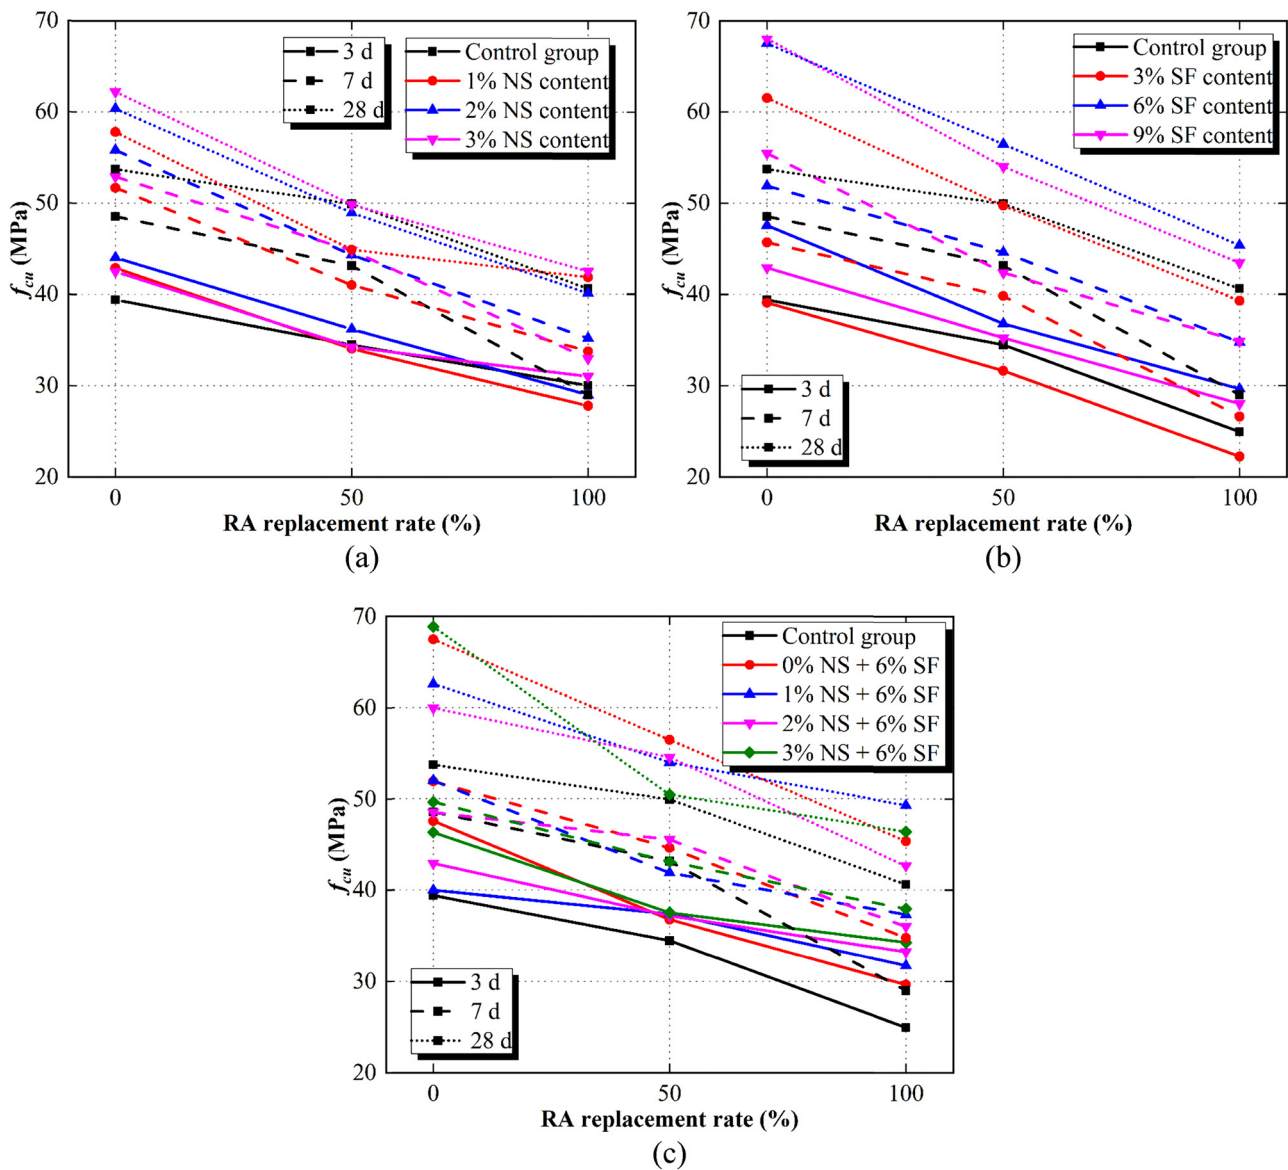 70
60
50
40
30
20
f_cu (MPa)
3 d
7 d
28 d
Control group
1% NS content
2% NS content
3% NS content
0 50 100
RA replacement rate (%)
(a)
70
60
50
40
30
20
f_cu (MPa)
Control group
3% SF content
6% SF content
9% SF content
3 d
7 d
28 d
0 50 100
RA replacement rate (%)
(b)
70
60
50
40
30
20
f_cu (MPa)
Control group
0% NS + 6% SF
1% NS + 6% SF
2% NS + 6% SF
3% NS + 6% SF
3 d
7 d
28 d
0 50 100
RA replacement rate (%)
(c)